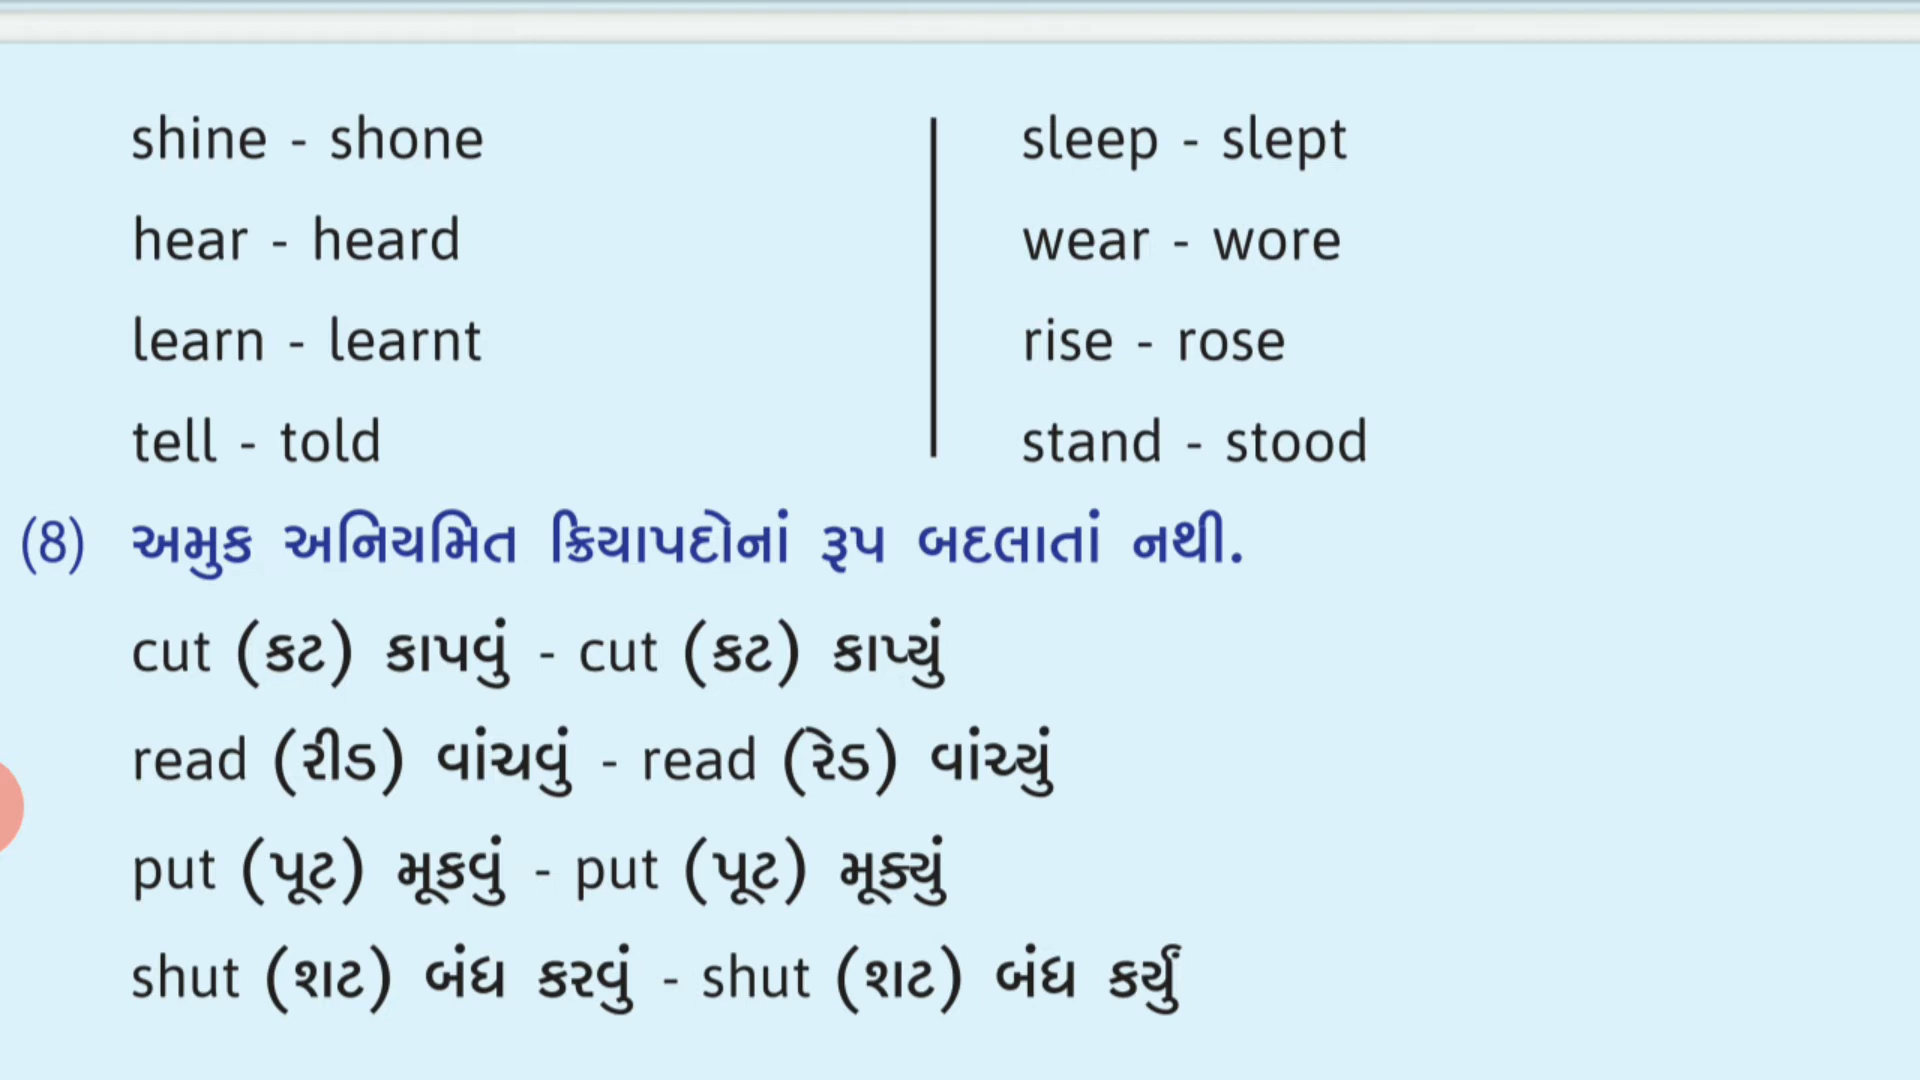 shine - shone
hear - heard
learn - learnt
tell - told
sleep - slept
wear - wore
rise - rose
stand - stood
(8) અમુક અનિયમિત ક્રિયાપદોનાં રૂપ બદલાતાં નથી.
cut (કટ) કાપવું - cut (કટ) કાપ્યું
read (રીડ) વાંચવું - read (રેડ) વાંચ્યું
put (પૂટ) મૂકવું - put (પૂટ) મૂક્યું
shut (શટ) બંધ કરવું - shut (શટ) બંધ કર્યું